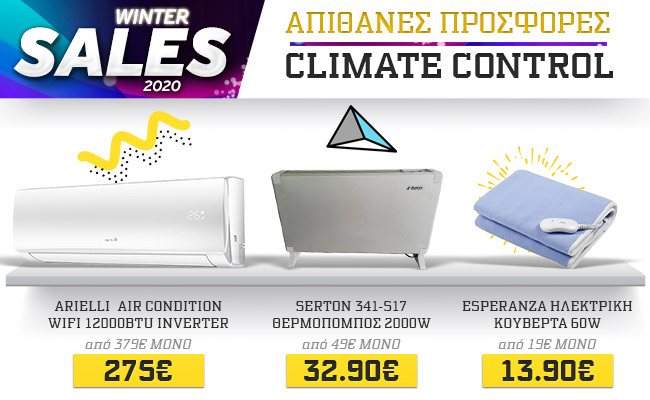 WINTER
SALES
2020
ΑΠΙΘΑΝΕΣ ΠΡΟΣΦΟΡΕΣ
CLIMATE CONTROL
26
ARIELLI AIR CONDITION
WIFI 12000BTU INVERTER
από 379€ ΜΟΝΟ
275€
SERTON 341-S17
ΘΕΡΜΟΠΟΜΠΟΣ 2000W
από 49€ ΜΟΝΟ
32.90€
ESPERANZA ΗΛΕΚΤΡΙΚΗ
ΚΟΥΒΕΡΤΑ 60W
από 19€ ΜΟΝΟ
13.90€